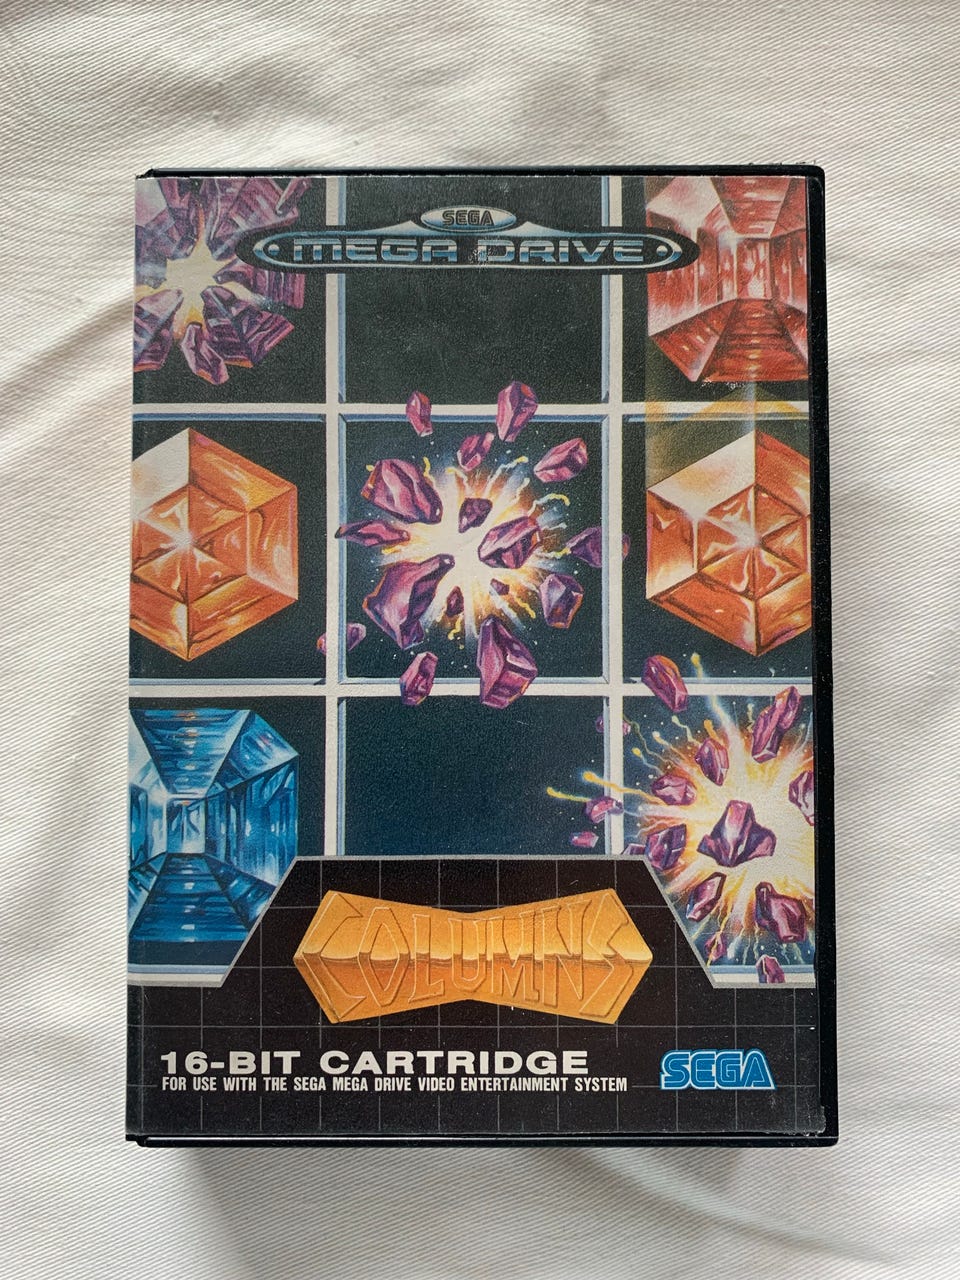 SEGA
MEGA DRIVE
COLUMNS
16-BIT CARTRIDGE
FOR USE WITH THE SEGA MEGA DRIVE VIDEO ENTERTAINMENT SYSTEM
SEGA